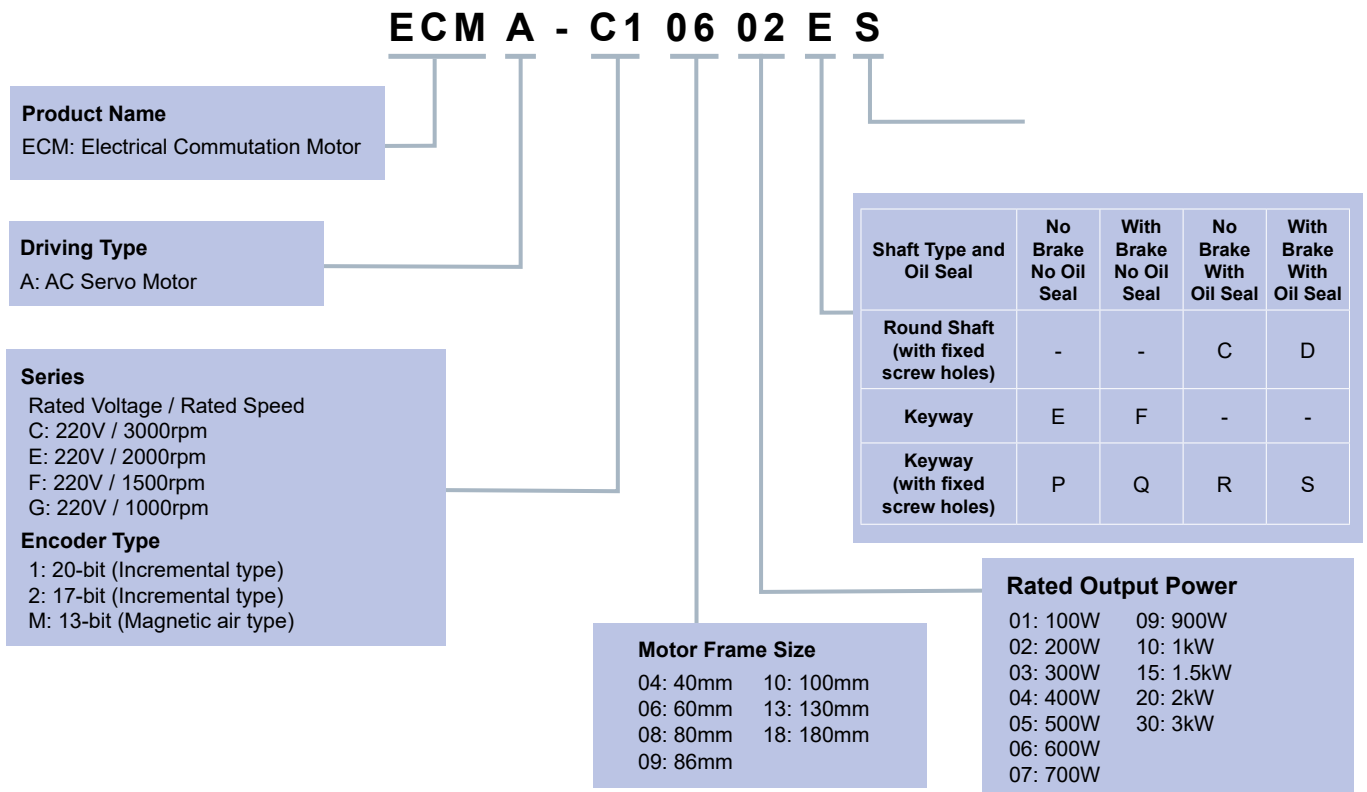 ECM A - C1 06 02 E S
Product Name
ECM: Electrical Commutation Motor
Driving Type
A: AC Servo Motor
Series
Rated Voltage / Rated Speed
C: 220V / 3000rpm
E: 220V / 2000rpm
F: 220V / 1500rpm
G: 220V / 1000rpm
Encoder Type
1: 20-bit (Incremental type)
2: 17-bit (Incremental type)
M: 13-bit (Magnetic air type)
Shaft Type and
Oil Seal
No
Brake
No Oil
Seal
With
Brake
No Oil
Seal
No
Brake
With
Oil Seal
With
Brake
With
Oil Seal
Round Shaft
(with fixed
screw holes)
- - C D
Keyway E F - -
Keyway
(with fixed
screw holes)
P Q R S
Motor Frame Size
04: 40mm 10: 100mm
06: 60mm 13: 130mm
08: 80mm 18: 180mm
09: 86mm
Rated Output Power
01: 100W 09: 900W
02: 200W 10: 1kW
03: 300W 15: 1.5kW
04: 400W 20: 2kW
05: 500W 30: 3kW
06: 600W
07: 700W